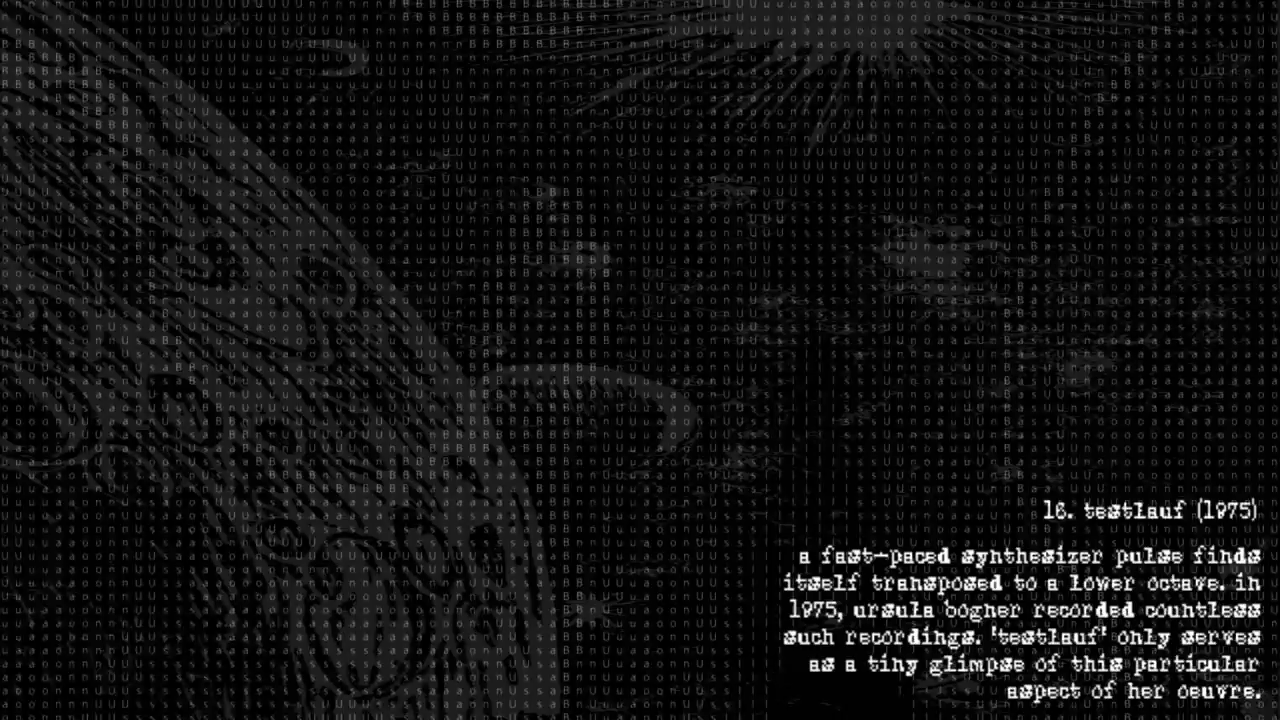 16. testlauf (1975)
a fast-paced syhthesizer pulse finds
itself transposed to a lower octave. in
1975, ursula bogner recorded countless
such recordings. 'testlauf' only serves
as a tiny glimpse of this particular
aspect of her oeuvre.